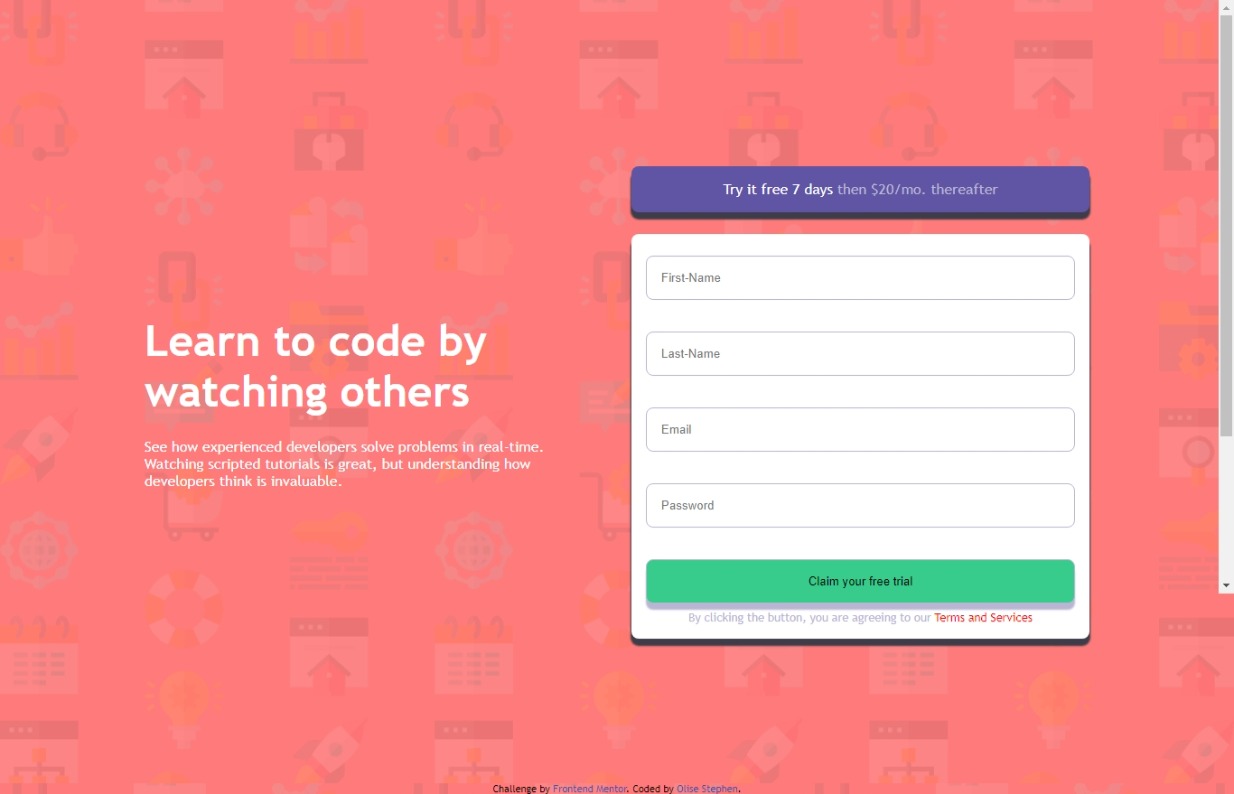 Try it free 7 days then $20/mo. thereafter
First-Name
Last-Name
Learn to code by
watching others
Email
See how experienced developers solve problems in real-time.
Watching scripted tutorials is great, but understanding how
developers think is invaluable.
Password
Claim your free trial
By clicking the button, you are agreeing to our Terms and Services
Challenge by Frontend Mentor. Coded by Olise Stephen.